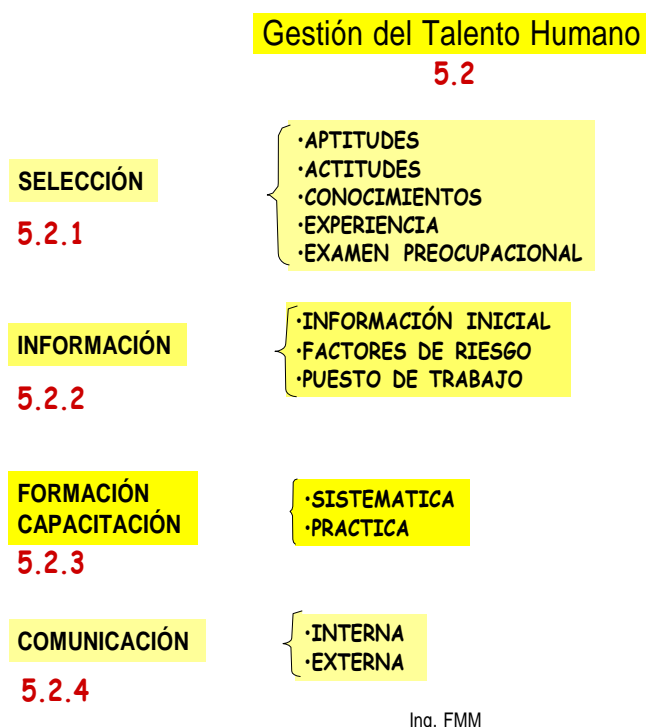 Gestión del Talento Humano
5.2
SELECCIÓN
5.2.1
•APTITUDES
•ACTITUDES
•CONOCIMIENTOS
•EXPERIENCIA
•EXAMEN PREOCUPACIONAL
INFORMACIÓN
5.2.2
•INFORMACIÓN INICIAL
•FACTORES DE RIESGO
•PUESTO DE TRABAJO
FORMACIÓN
CAPACITACIÓN
5.2.3
•SISTEMATICA
•PRACTICA
COMUNICACIÓN
5.2.4
•INTERNA
•EXTERNA
Ing. FMM